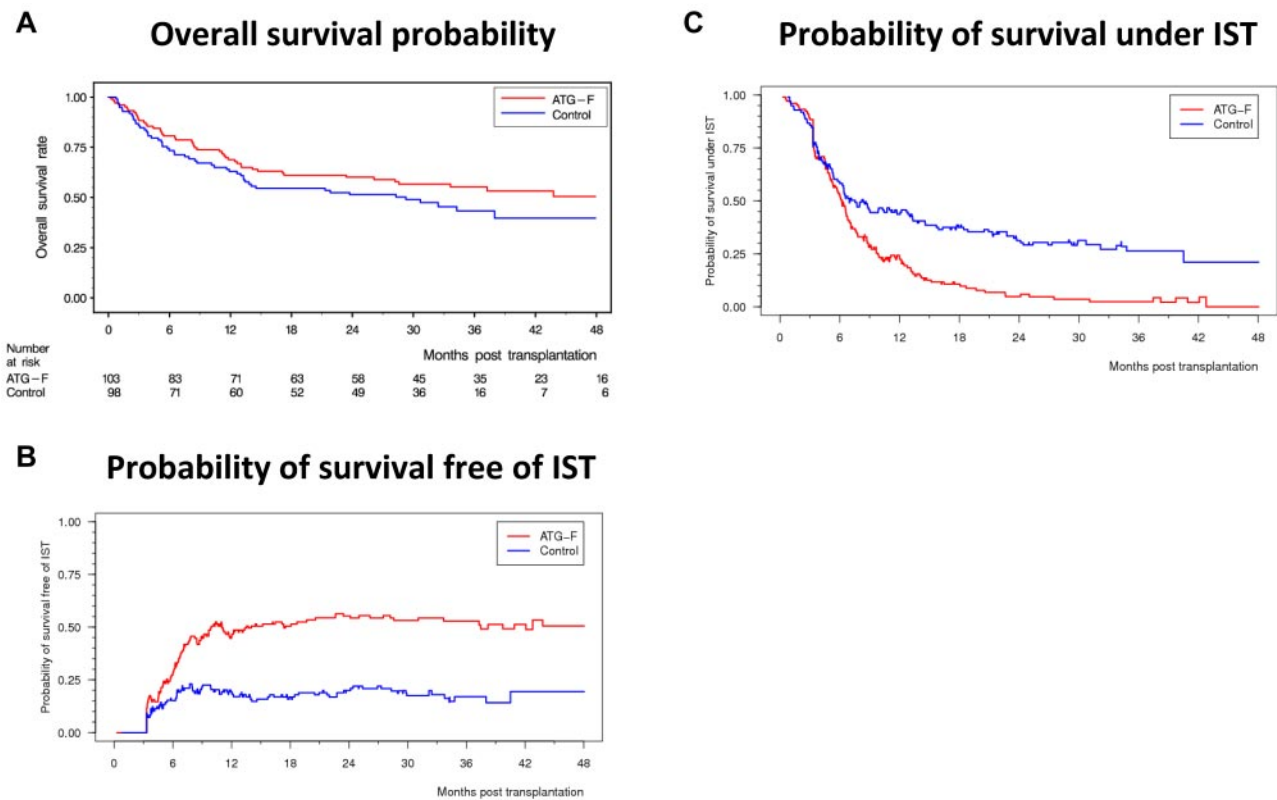 A
Overall survival probability
Overall survival rate
1.00
0.75
0.50
0.25
0.00
ATG-F
Control
0 6 12 18 24 30 36 42 48
Months post transplantation
Number
at risk
ATG-F 103 83 71 63 58 45 35 23 16
Control 98 71 60 52 49 36 16 7 6
B
Probability of survival free of IST
Probability of survival free of IST
1.00
0.75
0.50
0.25
0.00
ATG-F
Control
0 6 12 18 24 30 36 42 48
Months post transplantation
C
Probability of survival under IST
Probability of survival under IST
1.00
0.75
0.50
0.25
0.00
ATG-F
Control
0 6 12 18 24 30 36 42 48
Months post transplantation